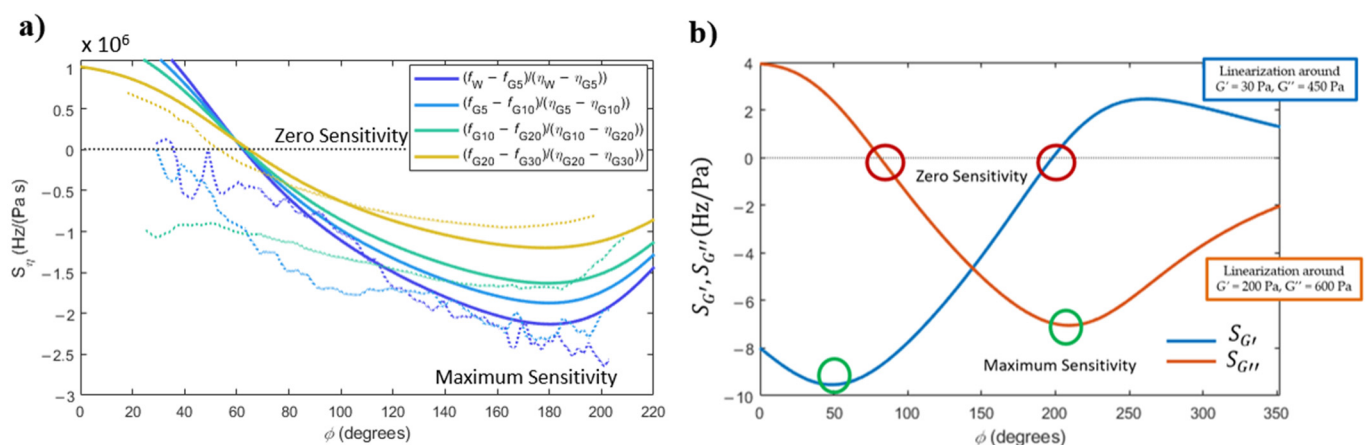 a)
x 10⁶
1
0.5
0
−0.5
−1
−1.5
−2
−2.5
−3
S_η (Hz/(Pa s)
0 20 40 60 80 100 120 140 160 180 200 220
ϕ (degrees)
Zero Sensitivity
Maximum Sensitivity
(f_W − f_G5)/(η_W − η_G5))
(f_G5 − f_G10)/(η_G5 − η_G10))
(f_G10 − f_G20)/(η_G10 − η_G20))
(f_G20 − f_G30)/(η_G20 − η_G30))
b)
4
2
0
−2
−4
−6
−8
−10
S_G′, S_G′′ (Hz/Pa)
0 50 100 150 200 250 300 350
ϕ (degrees)
Zero Sensitivity
Maximum Sensitivity
Linearization around
G′ = 30 Pa, G″ = 450 Pa
Linearization around
G′ = 200 Pa, G″ = 600 Pa
S_G′
S_G′′